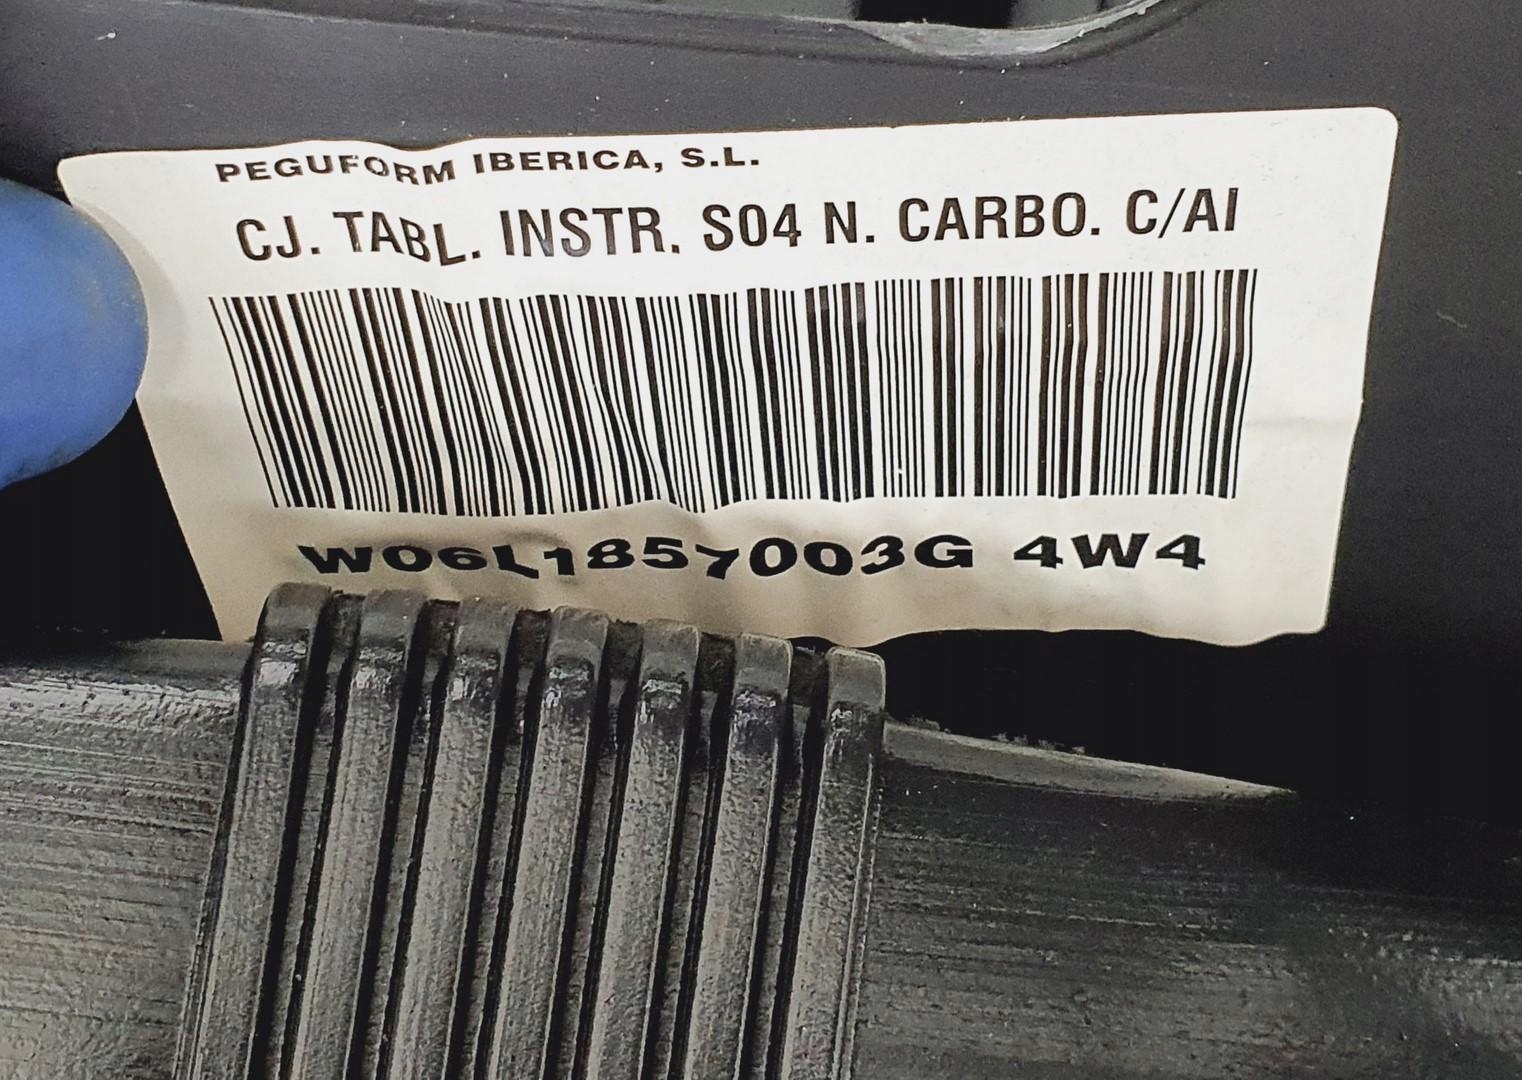 PEGUFORM IBERICA, S.L.
CJ. TABL. INSTR. S04 N. CARBO. C/AI
W06L1857003G 4W4